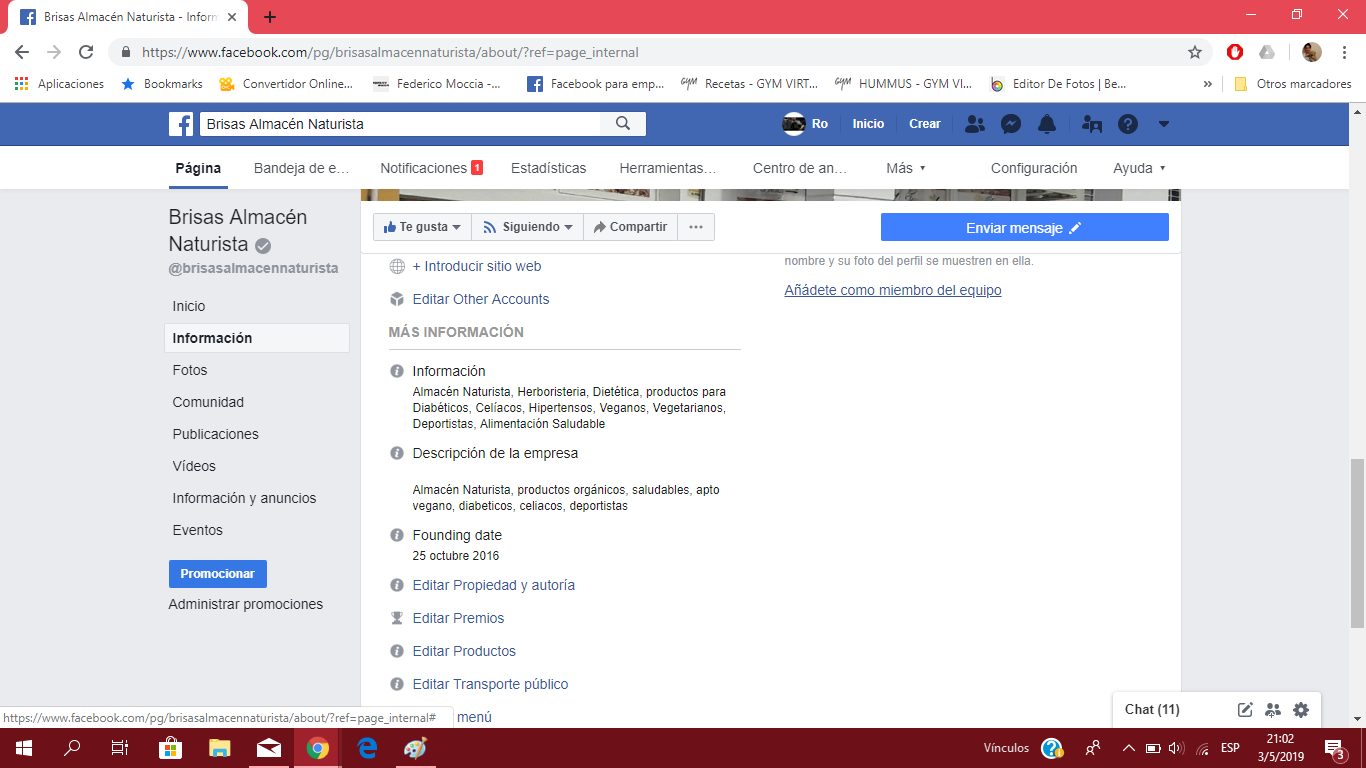 Brisas Almacén Naturista - Inform
https://www.facebook.com/pg/brisasalmacennaturista/about/?ref=page_internal
Aplicaciones Bookmarks Convertidor Online... Federico Moccia -... Facebook para emp... GYM Recetas - GYM VIRT... GYM HUMMUS - GYM VI... Editor De Fotos | Be... » Otros marcadores
Brisas Almacén Naturista Ro Inicio Crear
Página Bandeja de e... Notificaciones 1 Estadísticas Herramientas... Centro de an... Más Configuración Ayuda
Brisas Almacén
Naturista
@brisasalmacennaturista
Inicio
Información
Fotos
Comunidad
Publicaciones
Vídeos
Información y anuncios
Eventos
Promocionar
Administrar promociones
Te gusta Siguiendo Compartir ... Enviar mensaje
+ Introducir sitio web
Editar Other Accounts
MÁS INFORMACIÓN
Información
Almacén Naturista, Herboristeria, Dietética, productos para
Diabéticos, Celíacos, Hipertensos, Veganos, Vegetarianos,
Deportistas, Alimentación Saludable
Descripción de la empresa
Almacén Naturista, productos orgánicos, saludables, apto
vegano, diabeticos, celiacos, deportistas
Founding date
25 octubre 2016
Editar Propiedad y autoría
Editar Premios
Editar Productos
Editar Transporte público
menú
nombre y su foto del perfil se muestren en ella.
Añádete como miembro del equipo
Chat (11)
https://www.facebook.com/pg/brisasalmacennaturista/about/?ref=page_internal#
Vínculos ESP 21:02
3/5/2019 3